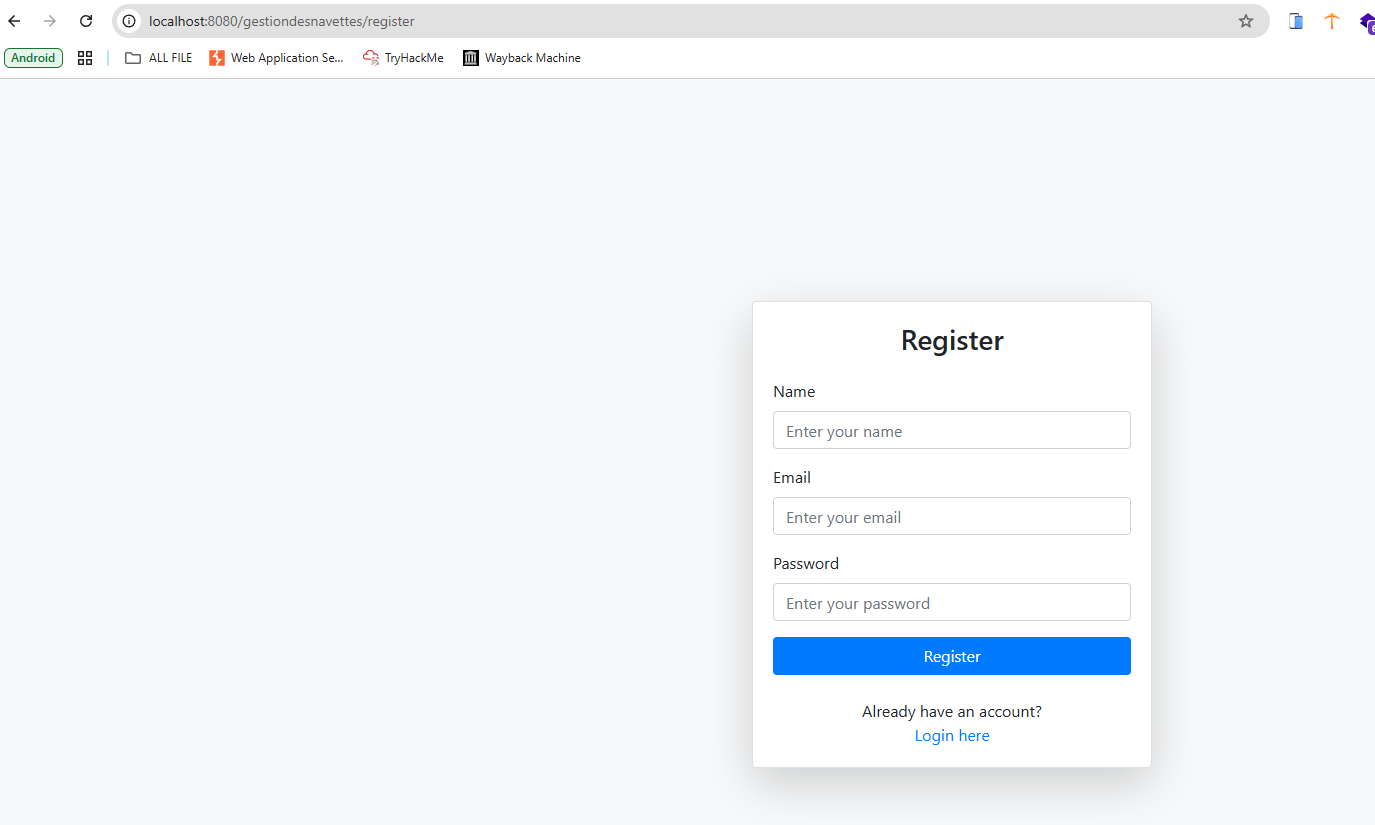 localhost:8080/gestiondesnavettes/register
Android ALL FILE Web Application Se... TryHackMe Wayback Machine
Register
Name
Enter your name
Email
Enter your email
Password
Enter your password
Register
Already have an account?
Login here